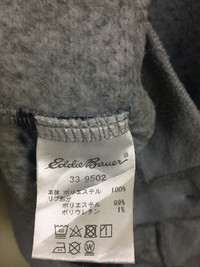 Eddie Bauer
33 9502
本体 ポリエステル 100%
リブ部分
ポリエステル 99%
ポリウレタン 1%